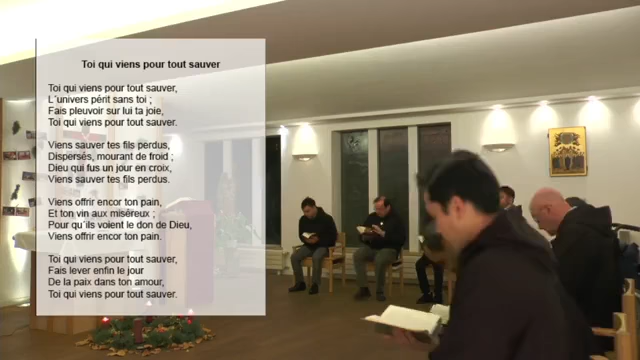 Toi qui viens pour tout sauver
Toi qui viens pour tout sauver,
L´univers périt sans toi ;
Fais pleuvoir sur lui ta joie,
Toi qui viens pour tout sauver.
Viens sauver tes fils perdus,
Dispersés, mourant de froid ;
Dieu qui fus un jour en croix,
Viens sauver tes fils perdus.
Viens offrir encor ton pain,
Et ton vin aux miséreux ;
Pour qu´ils voient le don de Dieu,
Viens offrir encor ton pain.
Toi qui viens pour tout sauver,
Fais lever enfin le jour
De la paix dans ton amour,
Toi qui viens pour tout sauver.